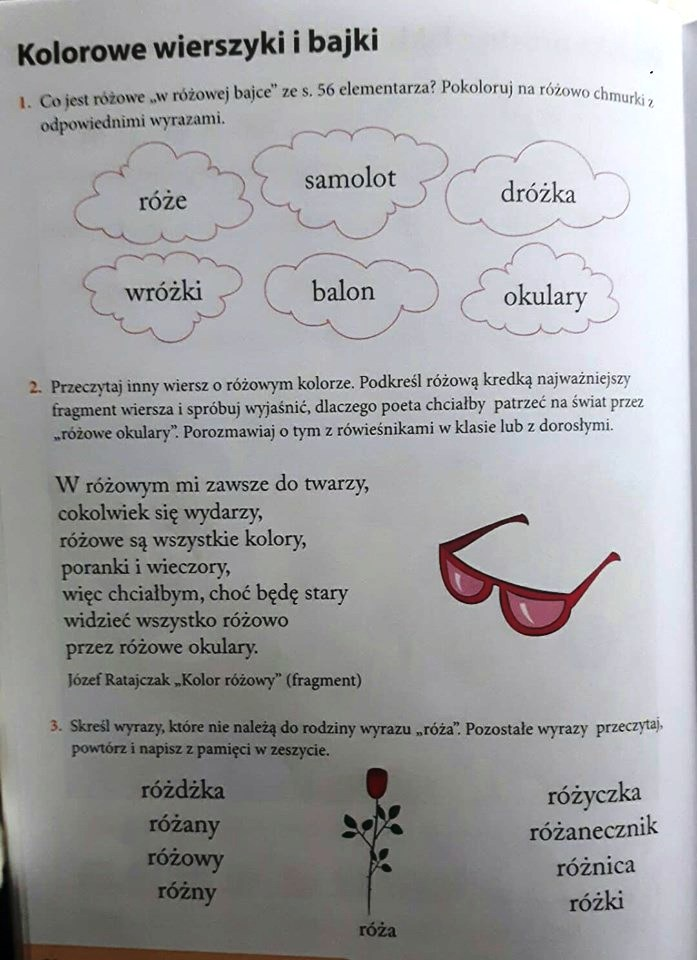 Kolorowe wierszyki i bajki
1. Co jest różowe „w różowej bajce" ze s. 56 elementarza? Pokoloruj na różowo chmurki z
odpowiednimi wyrazami.
róże
samolot
dróżka
wróżki
balon
okulary
2. Przeczytaj inny wiersz o różowym kolorze. Podkreśl różową kredką najważniejszy
fragment wiersza i spróbuj wyjaśnić, dlaczego poeta chciałby patrzeć na świat przez
„różowe okulary". Porozmawiaj o tym z rówieśnikami w klasie lub z dorosłymi.
W różowym mi zawsze do twarzy,
cokolwiek się wydarzy,
różowe są wszystkie kolory,
poranki i wieczory,
więc chciałbym, choć będę stary
widzieć wszystko różowo
przez różowe okulary.
Józef Ratajczak „Kolor różowy" (fragment)
3. Skreśl wyrazy, które nie należą do rodziny wyrazu „róża". Pozostałe wyrazy przeczytaj,
powtórz i napisz z pamięci w zeszycie.
różdżka
różany
różowy
różny
róża
różyczka
różanecznik
różnica
różki